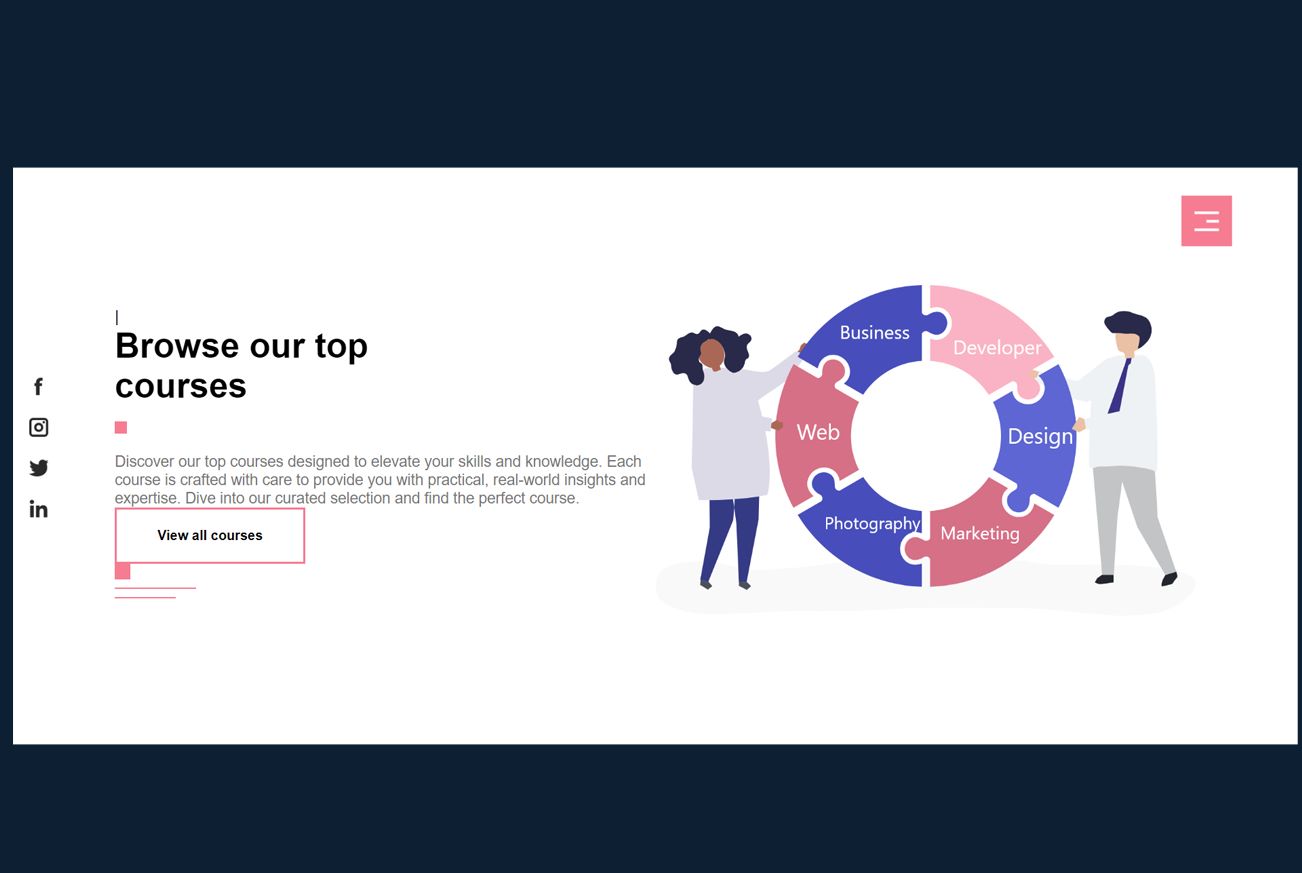 |
Browse our top
courses
Discover our top courses designed to elevate your skills and knowledge. Each
course is crafted with care to provide you with practical, real-world insights and
expertise. Dive into our curated selection and find the perfect course.
View all courses
Business
Developer
Web
Design
Photography
Marketing